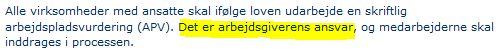 Alle virksomheder med ansatte skal ifølge loven udarbejde en skriftlig
arbejdspladsvurdering (APV). Det er arbejdsgiverens ansvar, og medarbejderne skal
inddrages i processen.